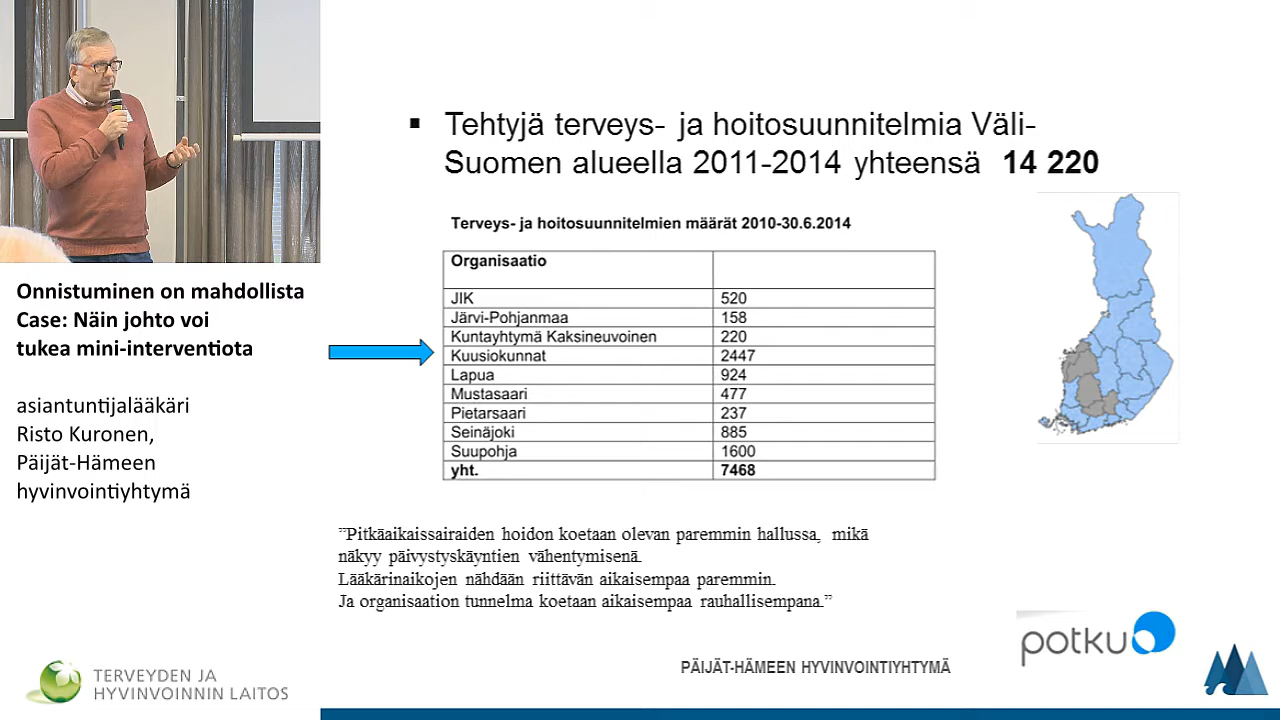 Onnistuminen on mahdollista
Case: Näin johto voi
tukea mini-interventiota
asiantuntijalääkäri
Risto Kuronen,
Päijät-Hämeen
hyvinvointiyhtymä
TERVEYDEN JA
HYVINVOINNIN LAITOS
▪ Tehtyjä terveys- ja hoitosuunnitelmia Väli-
Suomen alueella 2011-2014 yhteensä 14 220
Terveys- ja hoitosuunnitelmien määrät 2010-30.6.2014
Organisaatio
JIK 520
Järvi-Pohjanmaa 158
Kuntayhtymä Kaksineuvoinen 220
Kuusiokunnat 2447
Lapua 924
Mustasaari 477
Pietarsaari 237
Seinäjoki 885
Suupohja 1600
yht. 7468
”Pitkäaikaissairaiden hoidon koetaan olevan paremmin hallussa, mikä
näkyy päivystyskäyntien vähentymisenä.
Lääkärinaikojen nähdään riittävän aikaisempaa paremmin.
Ja organisaation tunnelma koetaan aikaisempaa rauhallisempana.”
PÄIJÄT-HÄMEEN HYVINVOINTIYHTYMÄ
potku